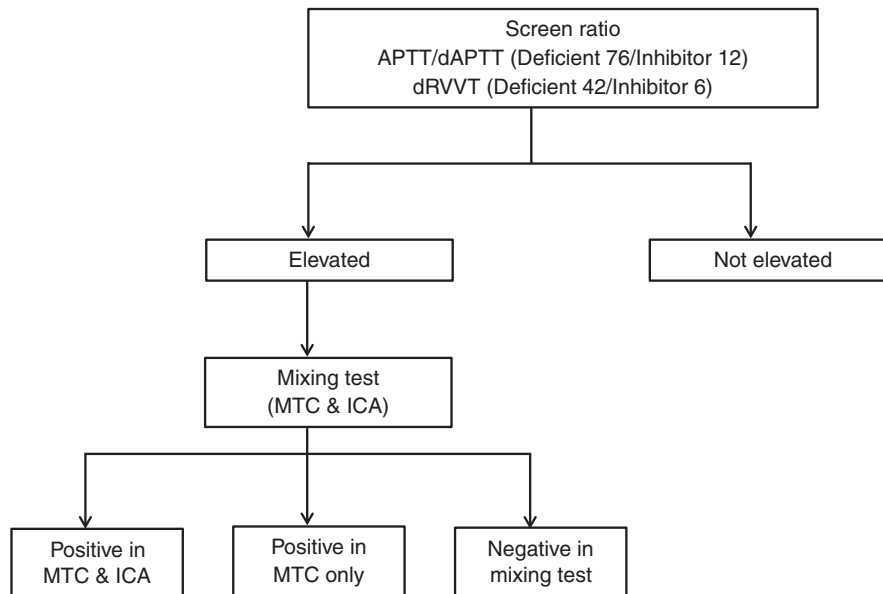 Screen ratio
APTT/dAPTT (Deficient 76/Inhibitor 12)
dRVVT (Deficient 42/Inhibitor 6)
Elevated
Not elevated
Mixing test
(MTC & ICA)
Positive in
MTC & ICA
Positive in
MTC only
Negative in
mixing test